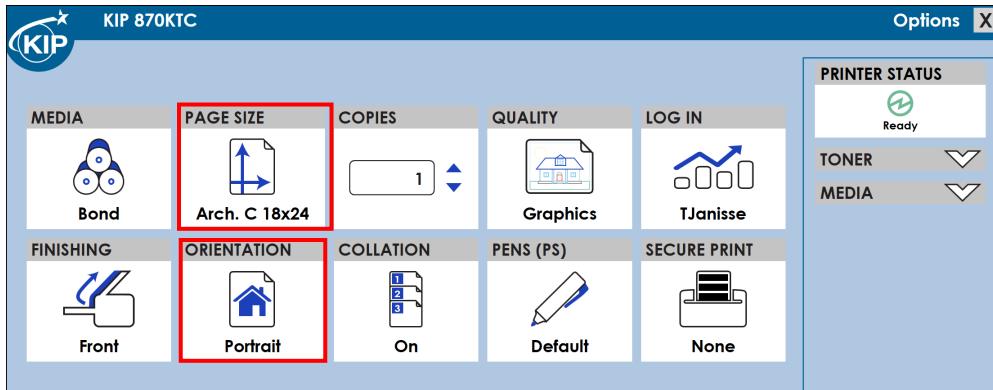 KIP 870KTC
Options X
KIP
PRINTER STATUS
Ready
TONER
MEDIA
MEDIA
PAGE SIZE
COPIES
QUALITY
LOG IN
1
Bond
Arch. C 18x24
Graphics
TJanisse
FINISHING
ORIENTATION
COLLATION
PENS (PS)
SECURE PRINT
1
2
3
Front
Portrait
On
Default
None